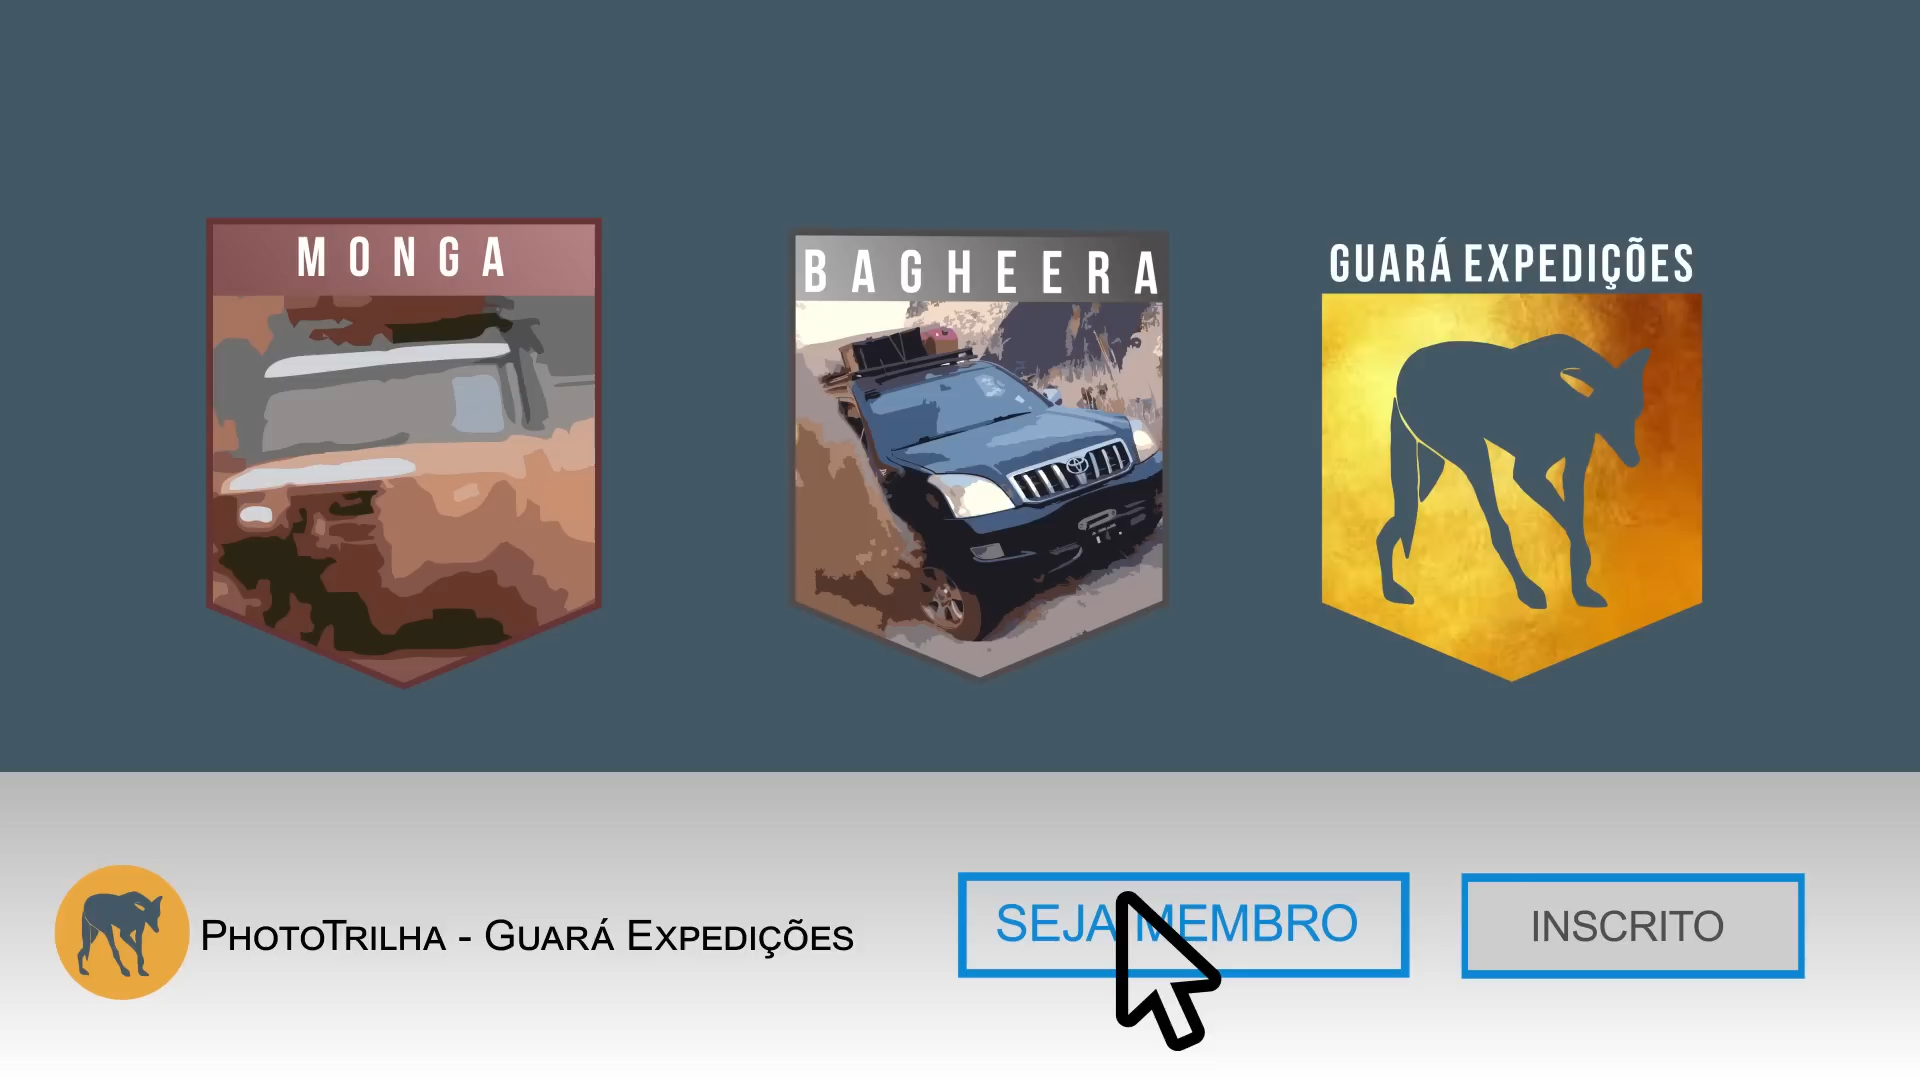 MONGA
BAGHEERA
GUARÁ EXPEDIÇÕES
PHOTOTRILHA - GUARÁ EXPEDIÇÕES
SEJA MEMBRO
INSCRITO